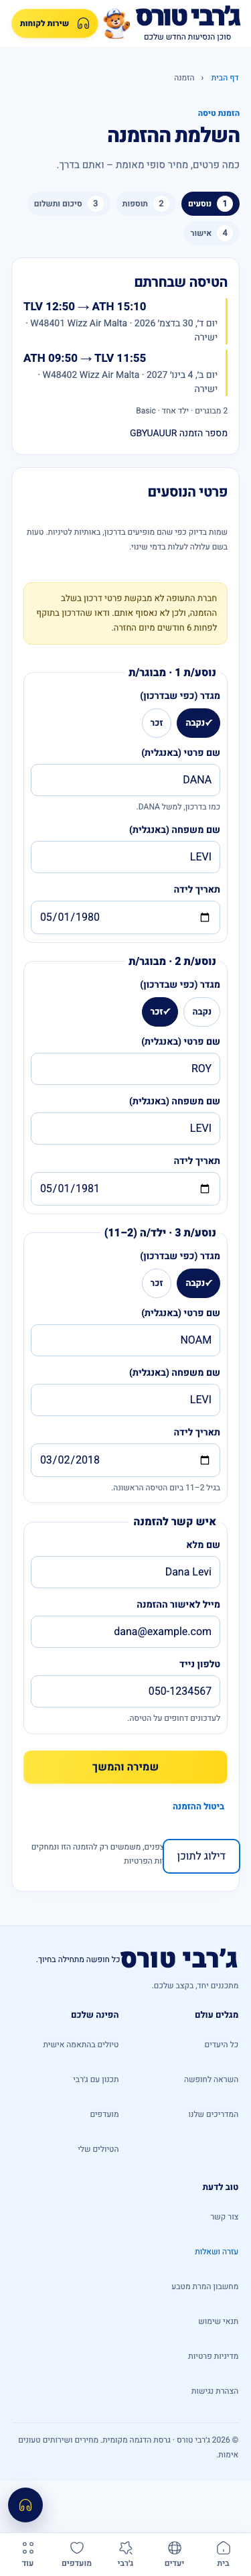 ג'רבי טורס
סוכן הנסיעות החדש שלכם
שירות לקוחות
דף הבית › הזמנה
הזמנת טיסה
השלמת ההזמנה
כמה פרטים, מחיר סופי מאומת - ואתם בדרך.
1 נוסעים
2 תוספות
3 סיכום ותשלום
4 אישור
הטיסה שבחרתם
TLV 12:50 → ATH 15:10
יום ד', 30 בדצמ' 2026 · W48401 Wizz Air Malta ·
ישירה
ATH 09:50 → TLV 11:55
יום ב', 4 בינו' 2027 · W48402 Wizz Air Malta ·
ישירה
2 מבוגרים · ילד אחד · Basic
מספר הזמנה GBYUAUUR
פרטי הנוסעים
שמות בדיוק כפי שהם מופיעים בדרכון, באותיות לטיניות. טעות
בשם עלולה לעלות בדמי שינוי.
חברת התעופה לא מבקשת פרטי דרכון בשלב
ההזמנה, ולכן לא נאסוף אותם. ודאו שהדרכון בתוקף
לפחות 6 חודשים מיום החזרה.
נוסע/ת 1 · מבוגר/ת
מגדר (כפי שבדרכון)
✓נקבה
זכר
שם פרטי (באנגלית)
DANA
כמו בדרכון, למשל DANA.
שם משפחה (באנגלית)
LEVI
תאריך לידה
05/01/1980
נוסע/ת 2 · מבוגר/ת
מגדר (כפי שבדרכון)
נקבה
✓זכר
שם פרטי (באנגלית)
ROY
שם משפחה (באנגלית)
LEVI
תאריך לידה
05/01/1981
נוסע/ת 3 · ילד/ה (2–11)
מגדר (כפי שבדרכון)
✓נקבה
זכר
שם פרטי (באנגלית)
NOAM
שם משפחה (באנגלית)
LEVI
תאריך לידה
03/02/2018
בגיל 2–11 ביום הטיסה הראשונה.
איש קשר להזמנה
שם מלא
Dana Levi
מייל לאישור ההזמנה
dana@example.com
טלפון נייד
050-1234567
לעדכונים דחופים על הטיסה.
שמירה והמשך
ביטול ההזמנה
דילוג לתוכן
משמשים רק להזמנה הזו ונמחקים
הפרטיות
ג'רבי טורס
כל חופשה מתחילה בחיוך.
מתכננים יחד, בקצב שלכם.
מגלים עולם
כל היעדים
השראה לחופשה
המדריכים שלנו
הפינה שלכם
טיולים בהתאמה אישית
תכנון עם ג'רבי
מועדפים
הטיולים שלי
טוב לדעת
צור קשר
עזרה ושאלות
מחשבון המרת מטבע
תנאי שימוש
מדיניות פרטיות
הצהרת נגישות
© 2026 ג'רבי טורס · גרסת הדגמה מקומית. מחירים ושירותים טעונים
אימות.
בית
יעדים
ג'רבי
מועדפים
עוד